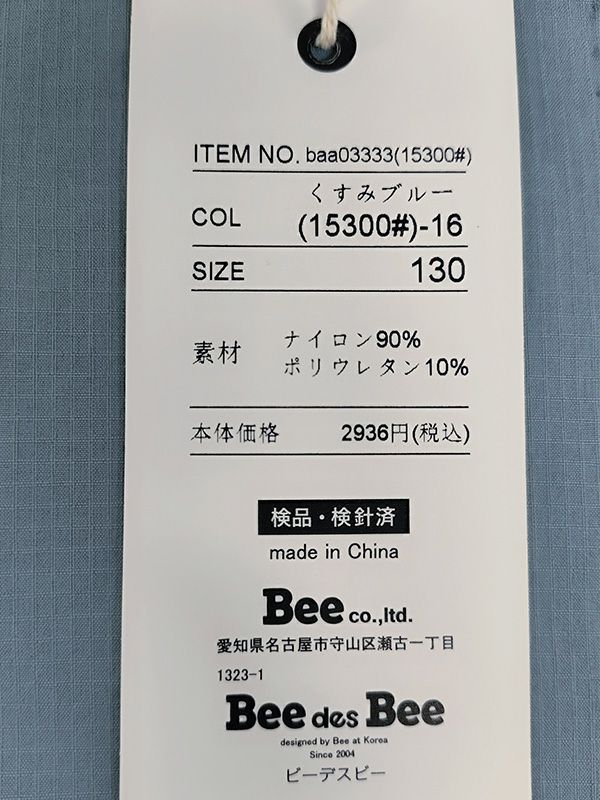 ITEM NO. baa03333(15300#)
くすみブルー
COL (15300#)-16
SIZE 130
素材 ナイロン90%
ポリウレタン10%
本体価格 2936円(税込)
検品・検針済
made in China
Bee co.,ltd.
愛知県名古屋市守山区瀬古一丁目
1323-1
Bee des Bee
designed by Bee at Korea
Since 2004
ビーデスビー